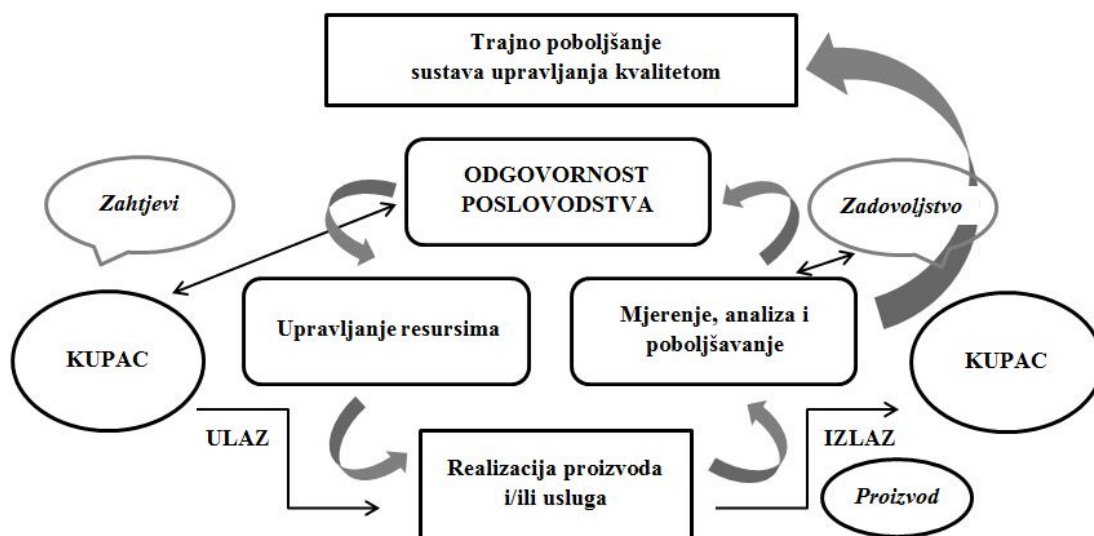 Trajno poboljšanje
sustava upravljanja kvalitetom
ODGOVORNOST
POSLOVODSTVA
Zahtjevi
Zadovoljstvo
Upravljanje resursima
Mjerenje, analiza i
poboljšavanje
KUPAC
KUPAC
ULAZ
IZLAZ
Realizacija proizvoda
i/ili usluga
Proizvod